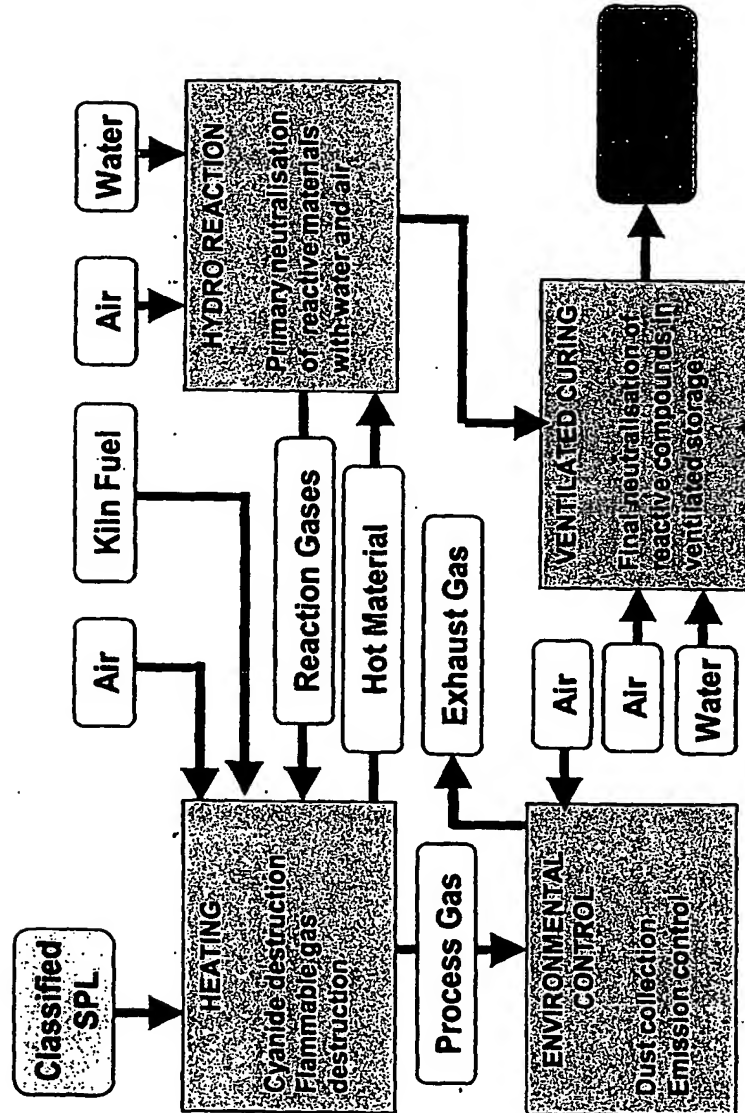 Classified
SPL
Air
Kiln Fuel
Air
Water
HEATING
Cyanide destruction
Flammable gas
destruction
Reaction Gases
Hot Material
HYDRO REACTION
Primary neutralisation
of reactive materials
with water and air
Process Gas
Exhaust Gas
ENVIRONMENTAL
CONTROL
Dust collection
Emission control
Air
Air
Water
VENTILATED CURING
Final neutralisation of
reactive compounds in
ventilated storage.